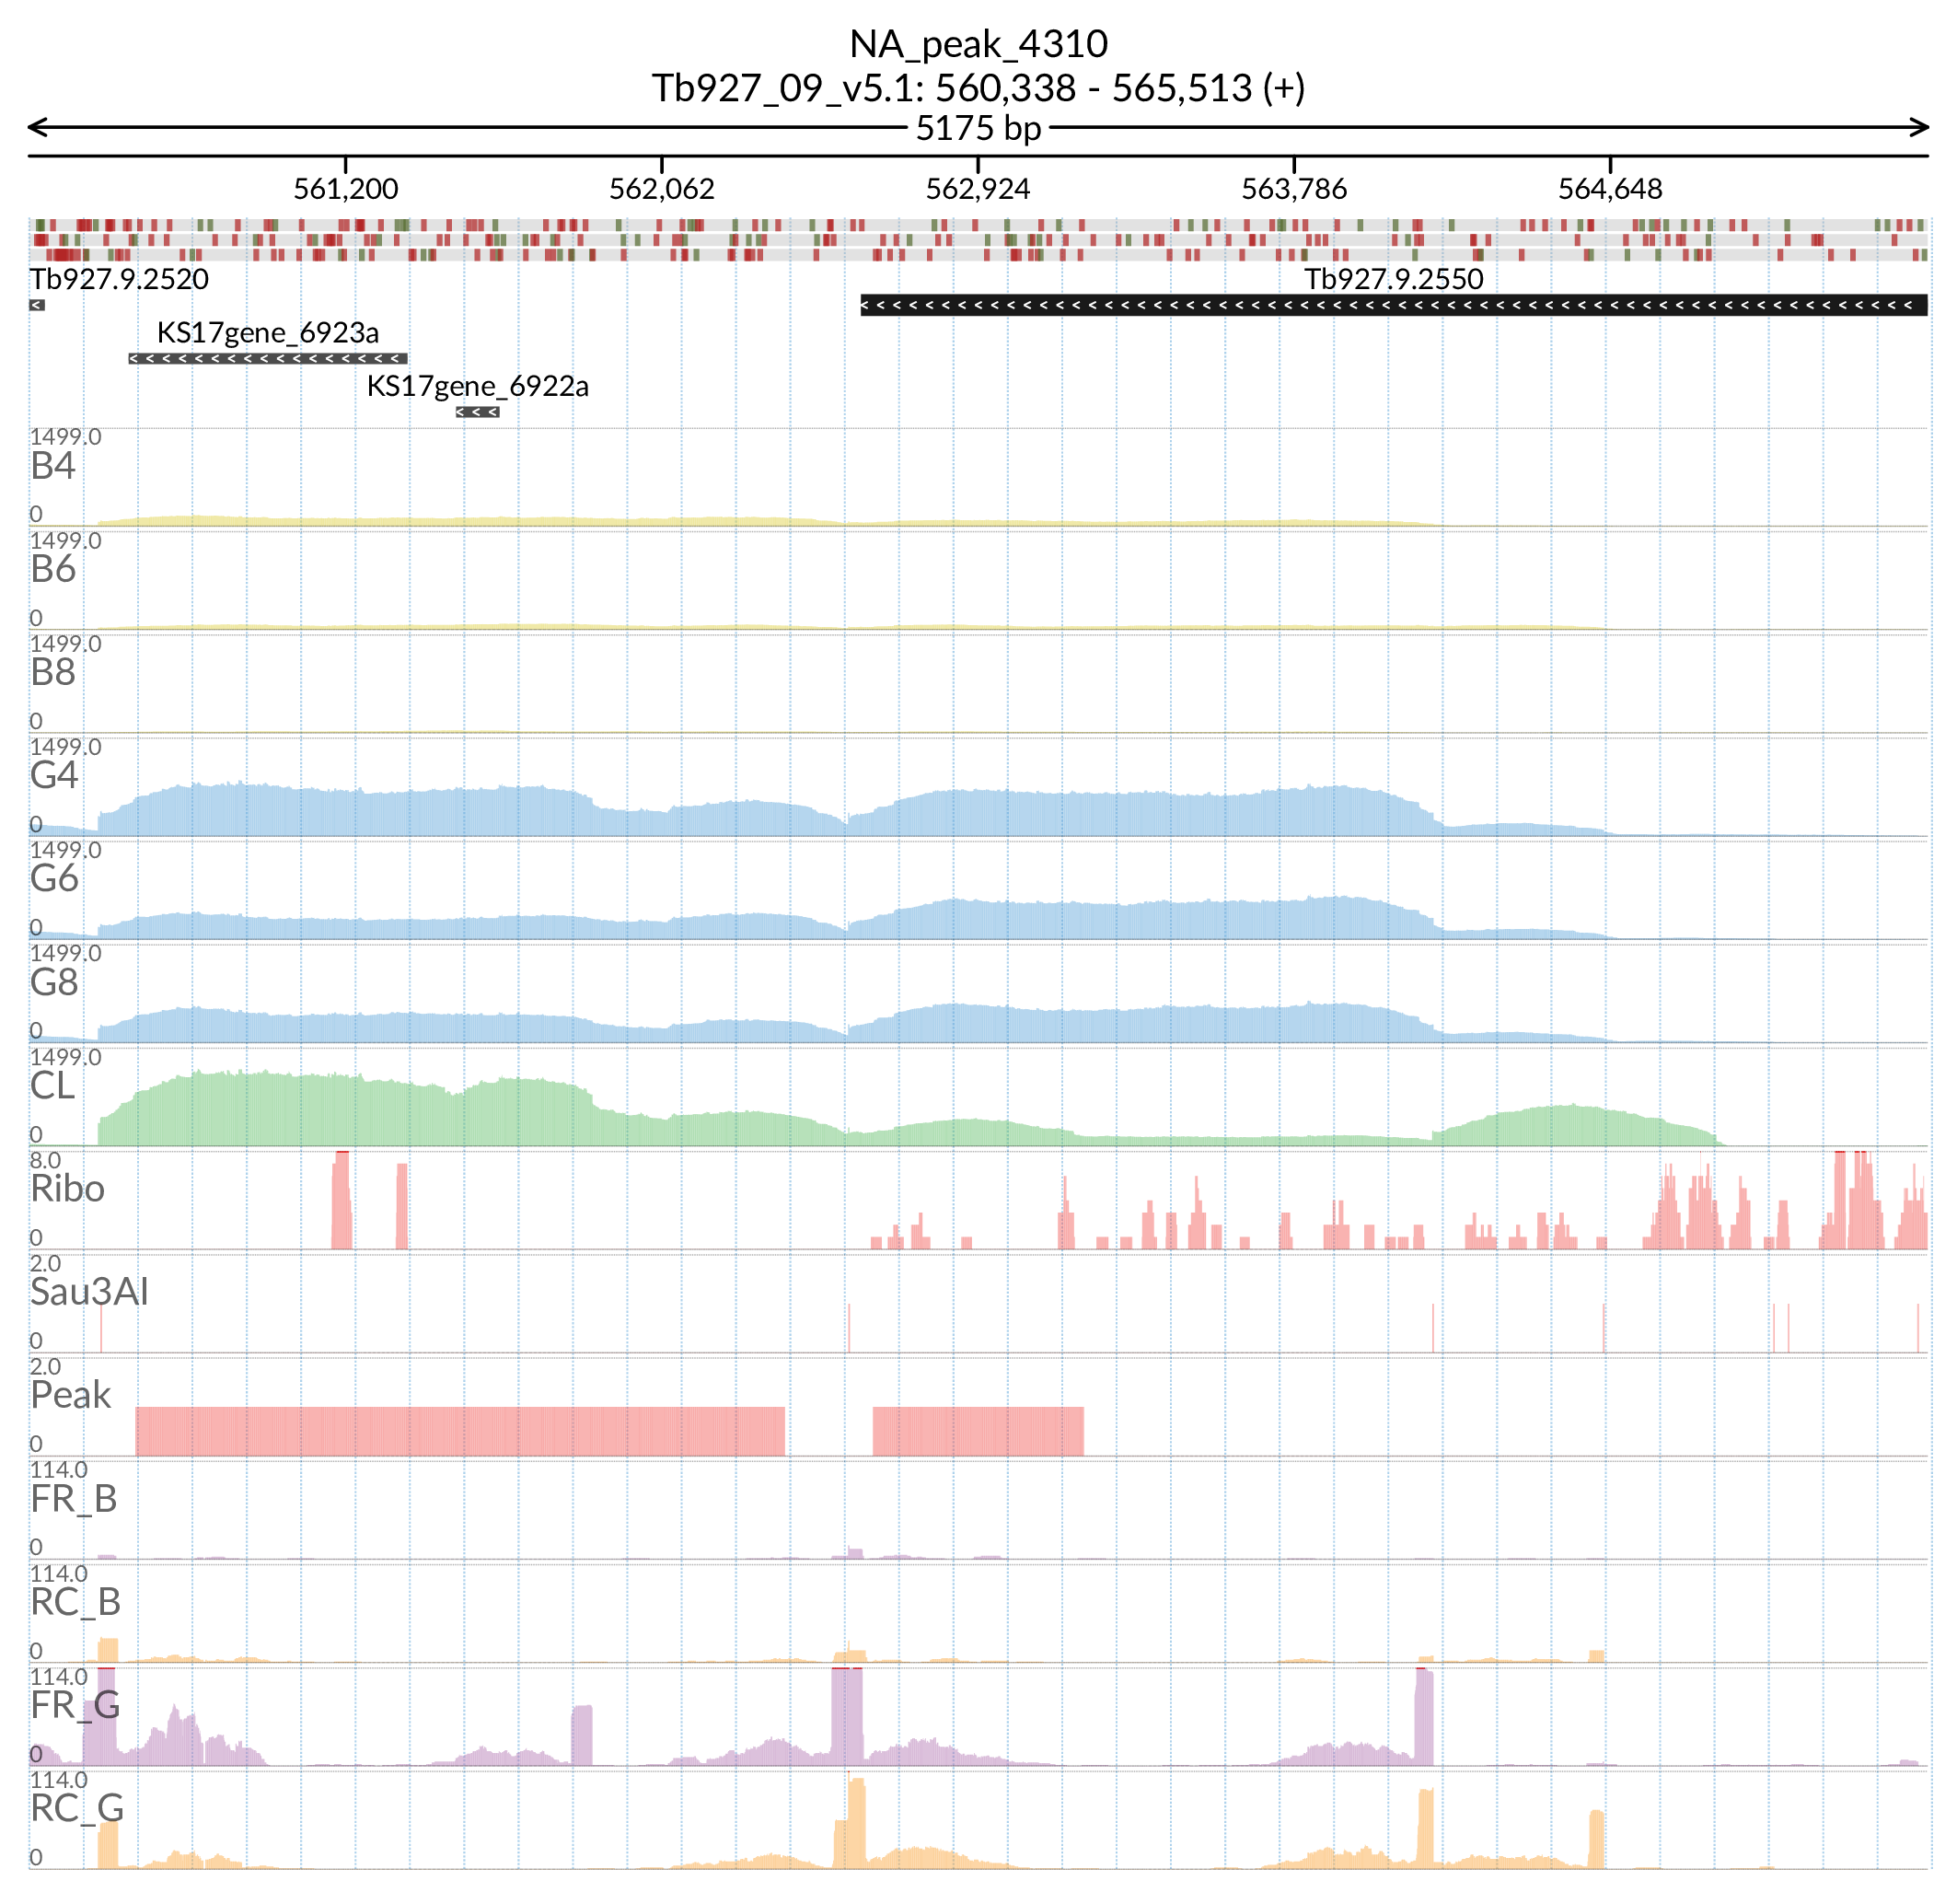 NA_peak_4310
Tb927_09_v5.1: 560,338 - 565,513 (+)
5175 bp
561,200 562,062 562,924 563,786 564,648
Tb927.9.2520 Tb927.9.2550
KS17gene_6923a
KS17gene_6922a
1499.0
B4
0
1499.0
B6
0
1499.0
B8
0
1499.0
G4
0
1499.0
G6
0
1499.0
G8
0
1499.0
CL
0
8.0
Ribo
0
2.0
Sau3AI
0
2.0
Peak
0
114.0
FR_B
0
114.0
RC_B
0
114.0
FR_G
0
114.0
RC_G
0